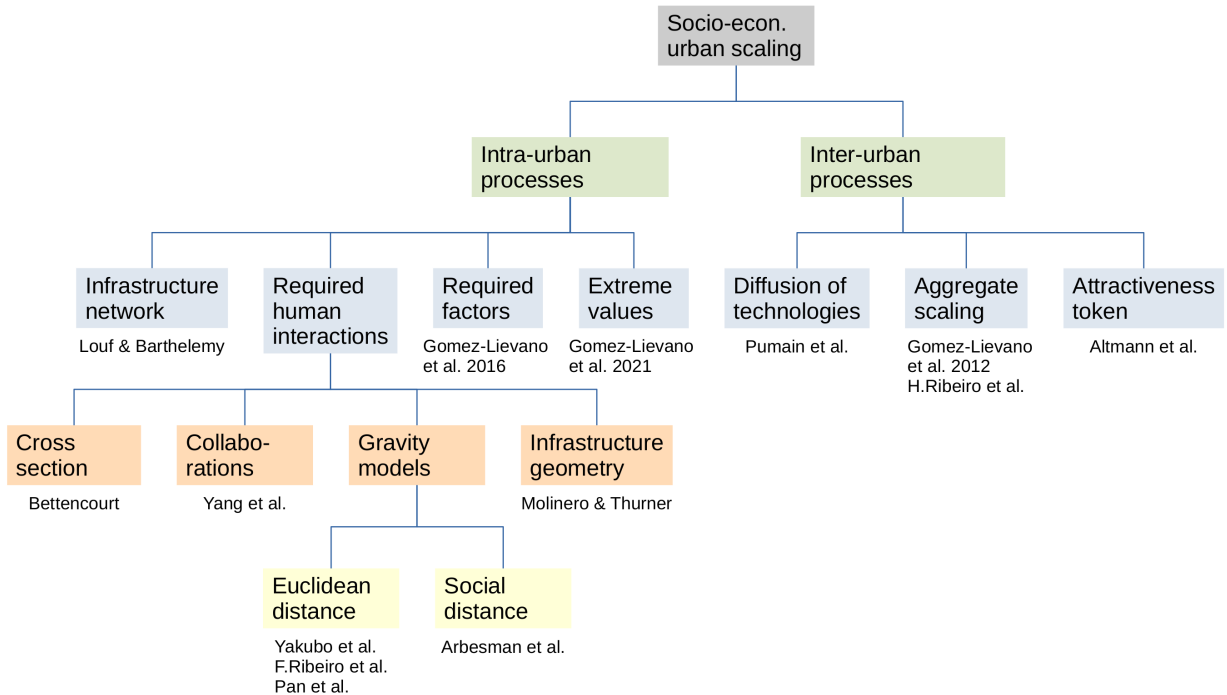 Socio-econ.
urban scaling
Intra-urban
processes
Inter-urban
processes
Infrastructure
network
Louf & Barthelemy
Required
human
interactions
Required
factors
Gomez-Lievano
et al. 2016
Extreme
values
Gomez-Lievano
et al. 2021
Diffusion of
technologies
Pumain et al.
Aggregate
scaling
Gomez-Lievano
et al. 2012
H.Ribeiro et al.
Attractiveness
token
Altmann et al.
Cross
section
Bettencourt
Collabo-
rations
Yang et al.
Gravity
models
Infrastructure
geometry
Molinero & Thurner
Euclidean
distance
Yakubo et al.
F.Ribeiro et al.
Pan et al.
Social
distance
Arbesman et al.